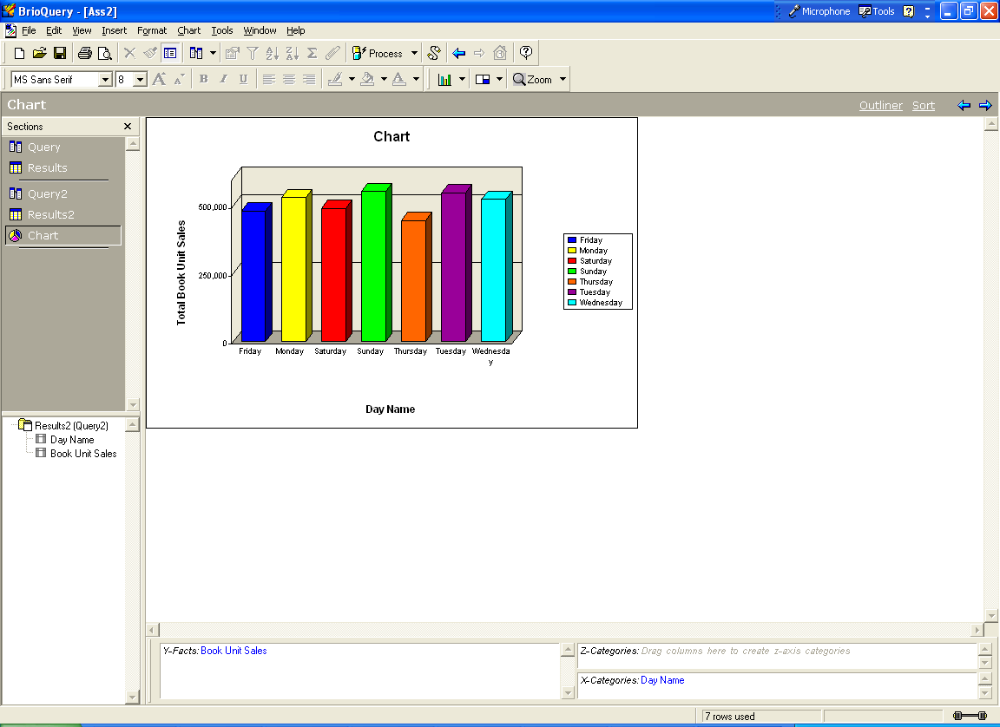 BrioQuery - [Ass2]
Microphone Tools
File Edit View Insert Format Chart Tools Window Help
Process
MS Sans Serif 8 B I U Zoom
Chart Outliner Sort
Sections
Query
Results
Query2
Results2
Chart
Results2 (Query2)
Day Name
Book Unit Sales
Chart
Total Book Unit Sales
500,000
250,000
0
Friday Monday Saturday Sunday Thursday Tuesday Wednesda
y
Day Name
Friday
Monday
Saturday
Sunday
Thursday
Tuesday
Wednesday
Y-Facts: Book Unit Sales
Z-Categories: Drag columns here to create z-axis categories
X-Categories: Day Name
7 rows used